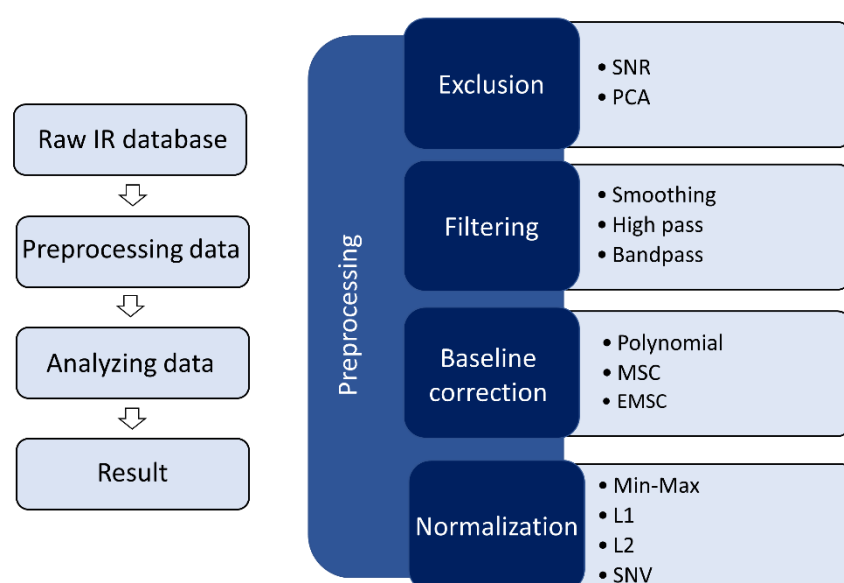 Raw IR database
Preprocessing data
Analyzing data
Result
Preprocessing
Exclusion
• SNR
• PCA
Filtering
• Smoothing
• High pass
• Bandpass
Baseline
correction
• Polynomial
• MSC
• EMSC
Normalization
• Min-Max
• L1
• L2
• SNV